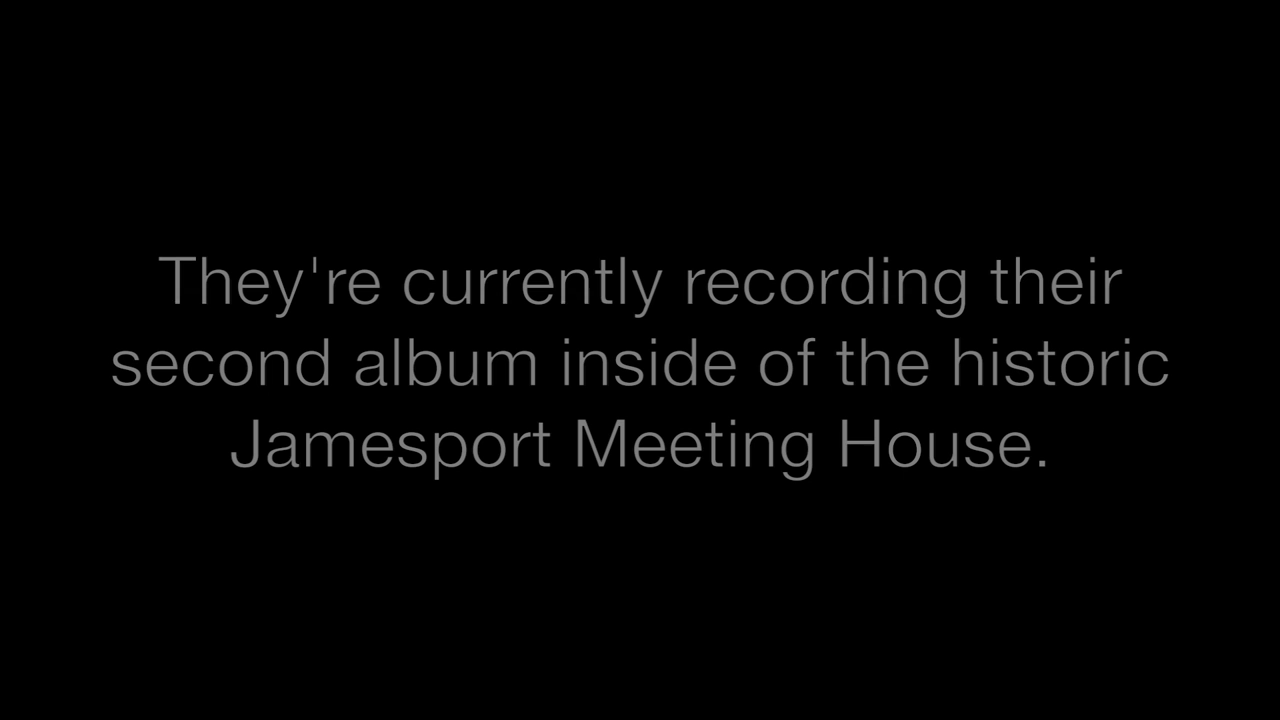 They're currently recording their
second album inside of the historic
Jamesport Meeting House.